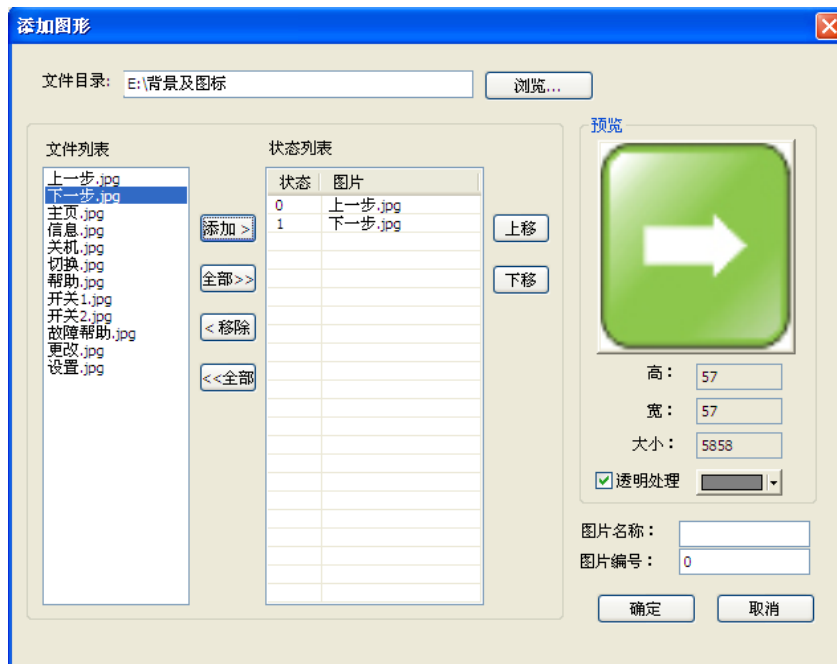 添加图形
文件目录: E:\背景及图标 浏览...
预览
文件列表
上一步.jpg
下一步.jpg
主页.jpg
信息.jpg
关机.jpg
切换.jpg
帮助.jpg
开关1.jpg
开关2.jpg
故障帮助.jpg
更改.jpg
设置.jpg
添加 >
全部>>
< 移除
<<全部
状态列表
状态 图片
0 上一步.jpg
1 下一步.jpg
上移
下移
高： 57
宽： 57
大小： 5858
透明处理
图片名称：
图片编号： 0
确定 取消